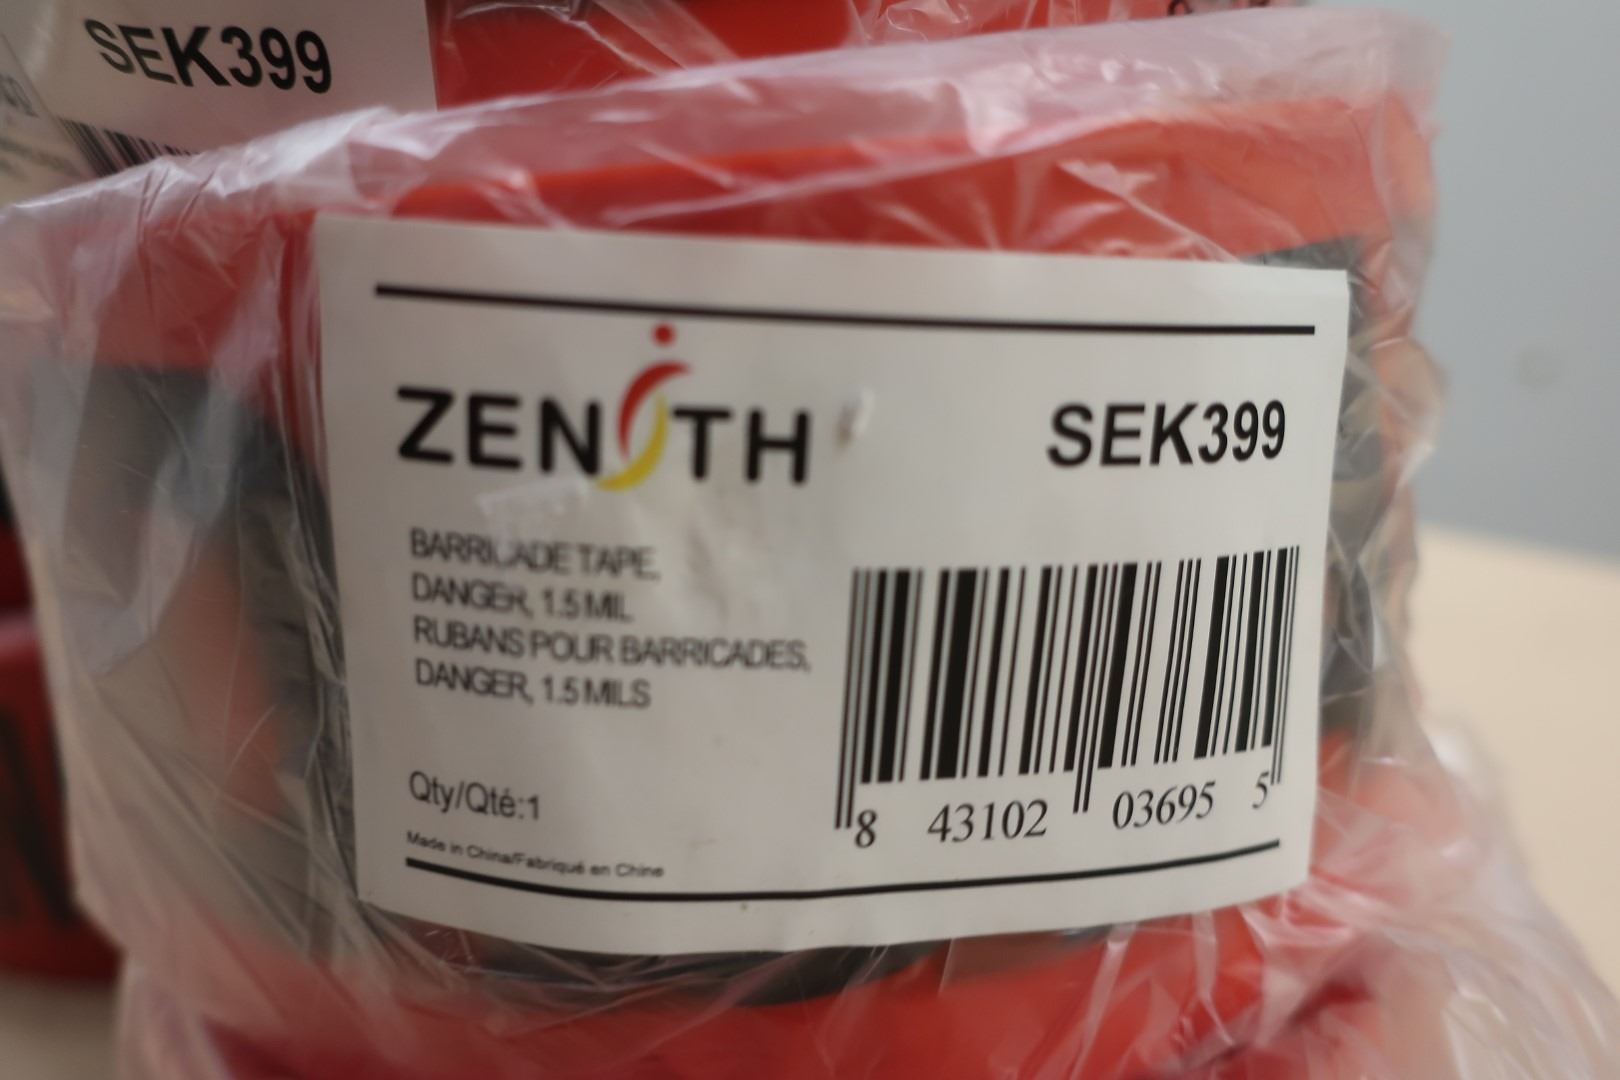 SEK399
ZENITH
SEK399
BARRICADE TAPE,
DANGER, 1.5 MIL
RUBANS POUR BARRICADES,
DANGER, 1.5 MILS
Qty/Qté:1
Made in China/Fabriqué en Chine
8 43102 03695 5